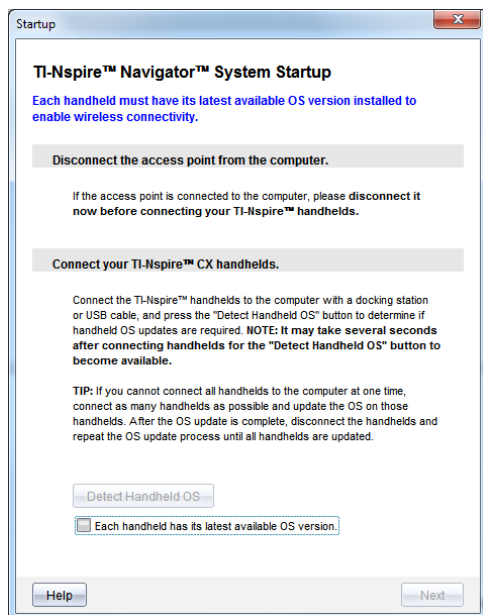 Startup
TI-Nspire™ Navigator™ System Startup
Each handheld must have its latest available OS version installed to
enable wireless connectivity.
Disconnect the access point from the computer.
If the access point is connected to the computer, please disconnect it
now before connecting your TI-Nspire™ handhelds.
Connect your TI-Nspire™ CX handhelds.
Connect the TI-Nspire™ handhelds to the computer with a docking station
or USB cable, and press the "Detect Handheld OS" button to determine if
handheld OS updates are required. NOTE: It may take several seconds
after connecting handhelds for the "Detect Handheld OS" button to
become available.
TIP: If you cannot connect all handhelds to the computer at one time,
connect as many handhelds as possible and update the OS on those
handhelds. After the OS update is complete, disconnect the handhelds and
repeat the OS update process until all handhelds are updated.
Detect Handheld OS
Each handheld has its latest available OS version.
Help
Next